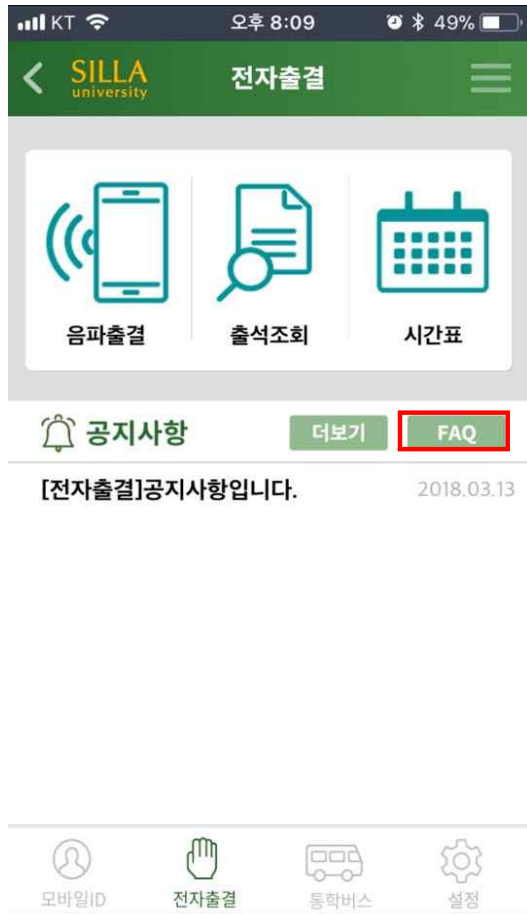 KT 오후 8:09 49%
SILLA
university
전자출결
음파출결 출석조회 시간표
공지사항 더보기 FAQ
[전자출결]공지사항입니다. 2018.03.13
모바일ID 전자출결 통학버스 설정